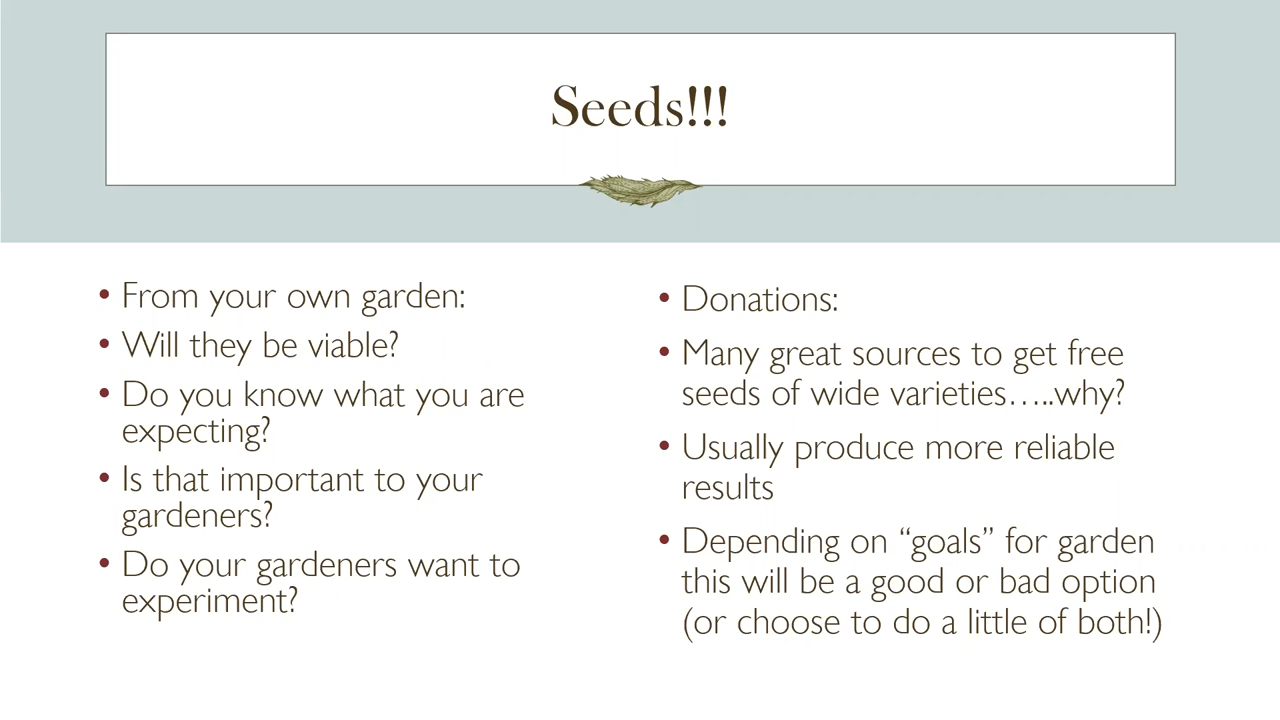 Seeds!!!
• From your own garden:
• Will they be viable?
• Do you know what you are
expecting?
• Is that important to your
gardeners?
• Do your gardeners want to
experiment?
• Donations:
• Many great sources to get free
seeds of wide varieties…..why?
• Usually produce more reliable
results
• Depending on “goals” for garden
this will be a good or bad option
(or choose to do a little of both!)